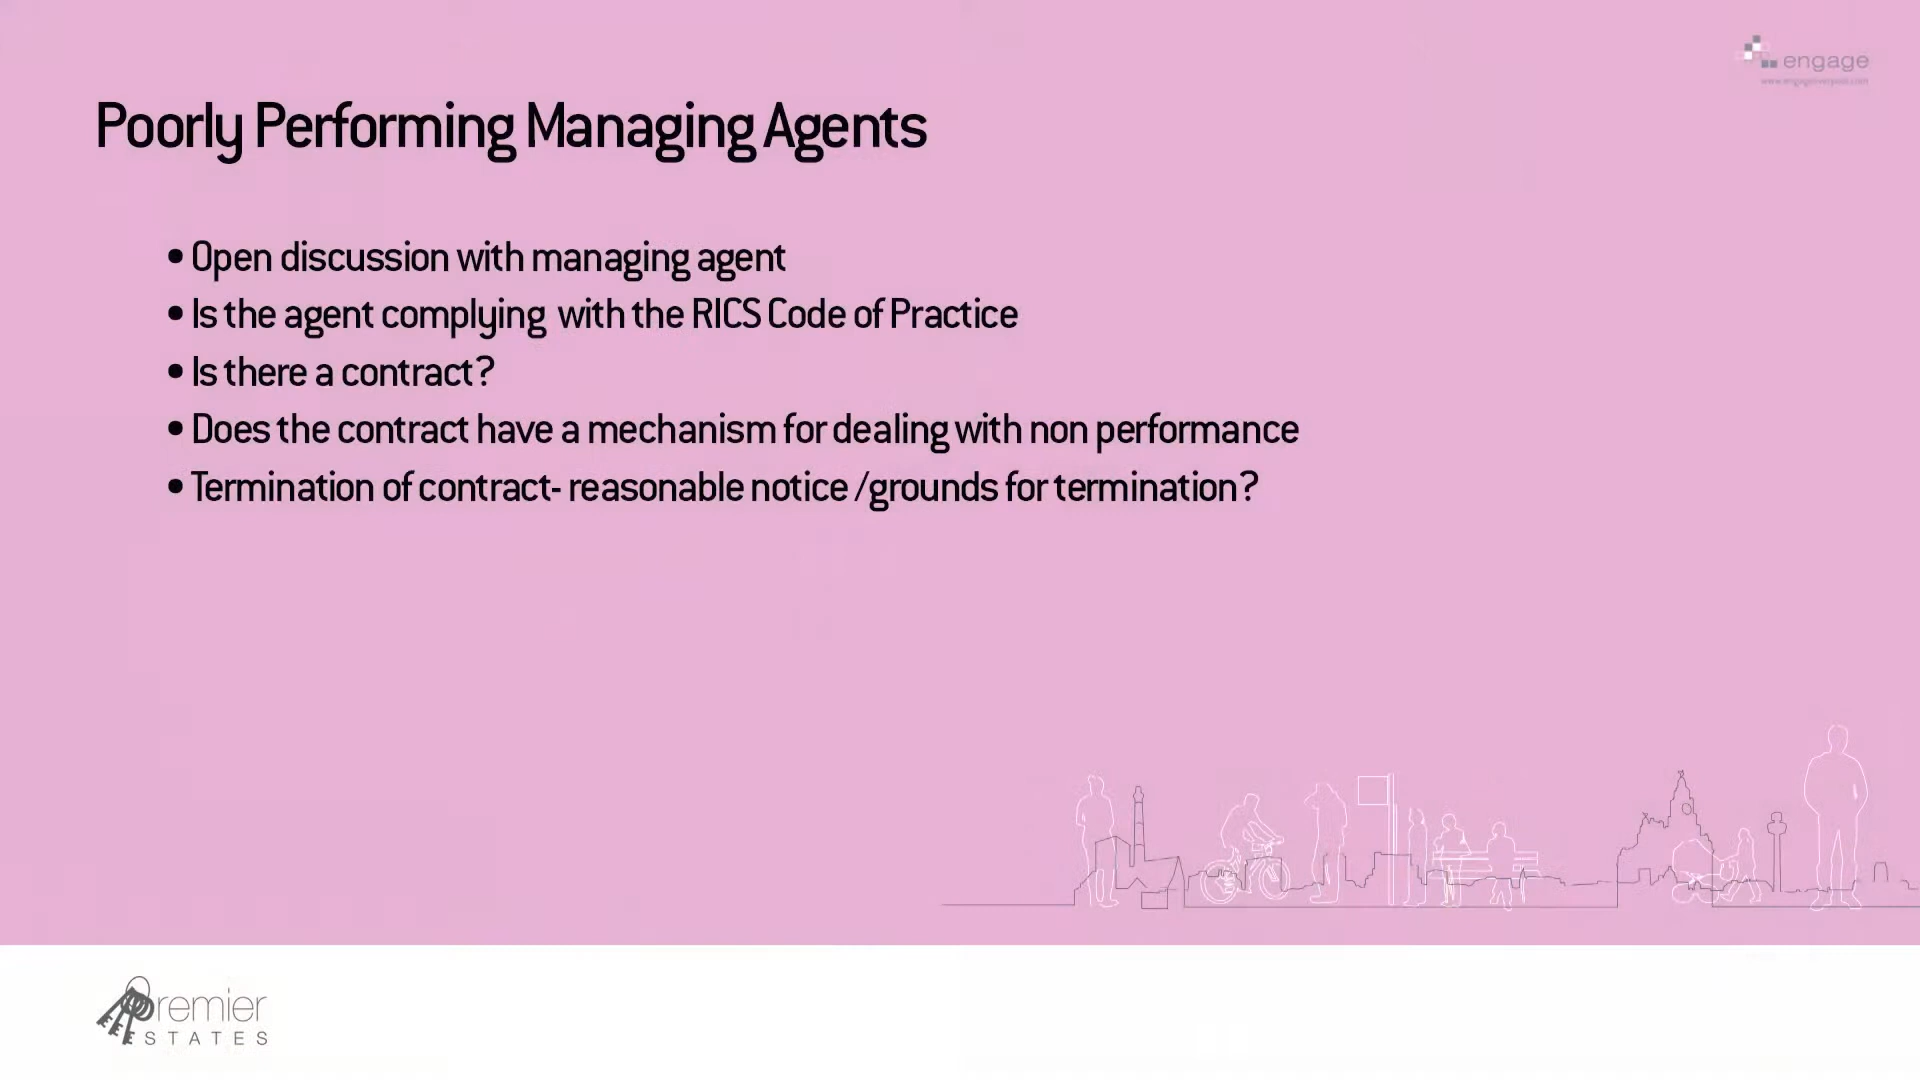 engage
Poorly Performing Managing Agents
• Open discussion with managing agent
• Is the agent complying  with the RICS Code of Practice
• Is there a contract?
• Does the contract have a mechanism for dealing with non performance
• Termination of contract- reasonable notice /grounds for termination?
Premier
ESTATES